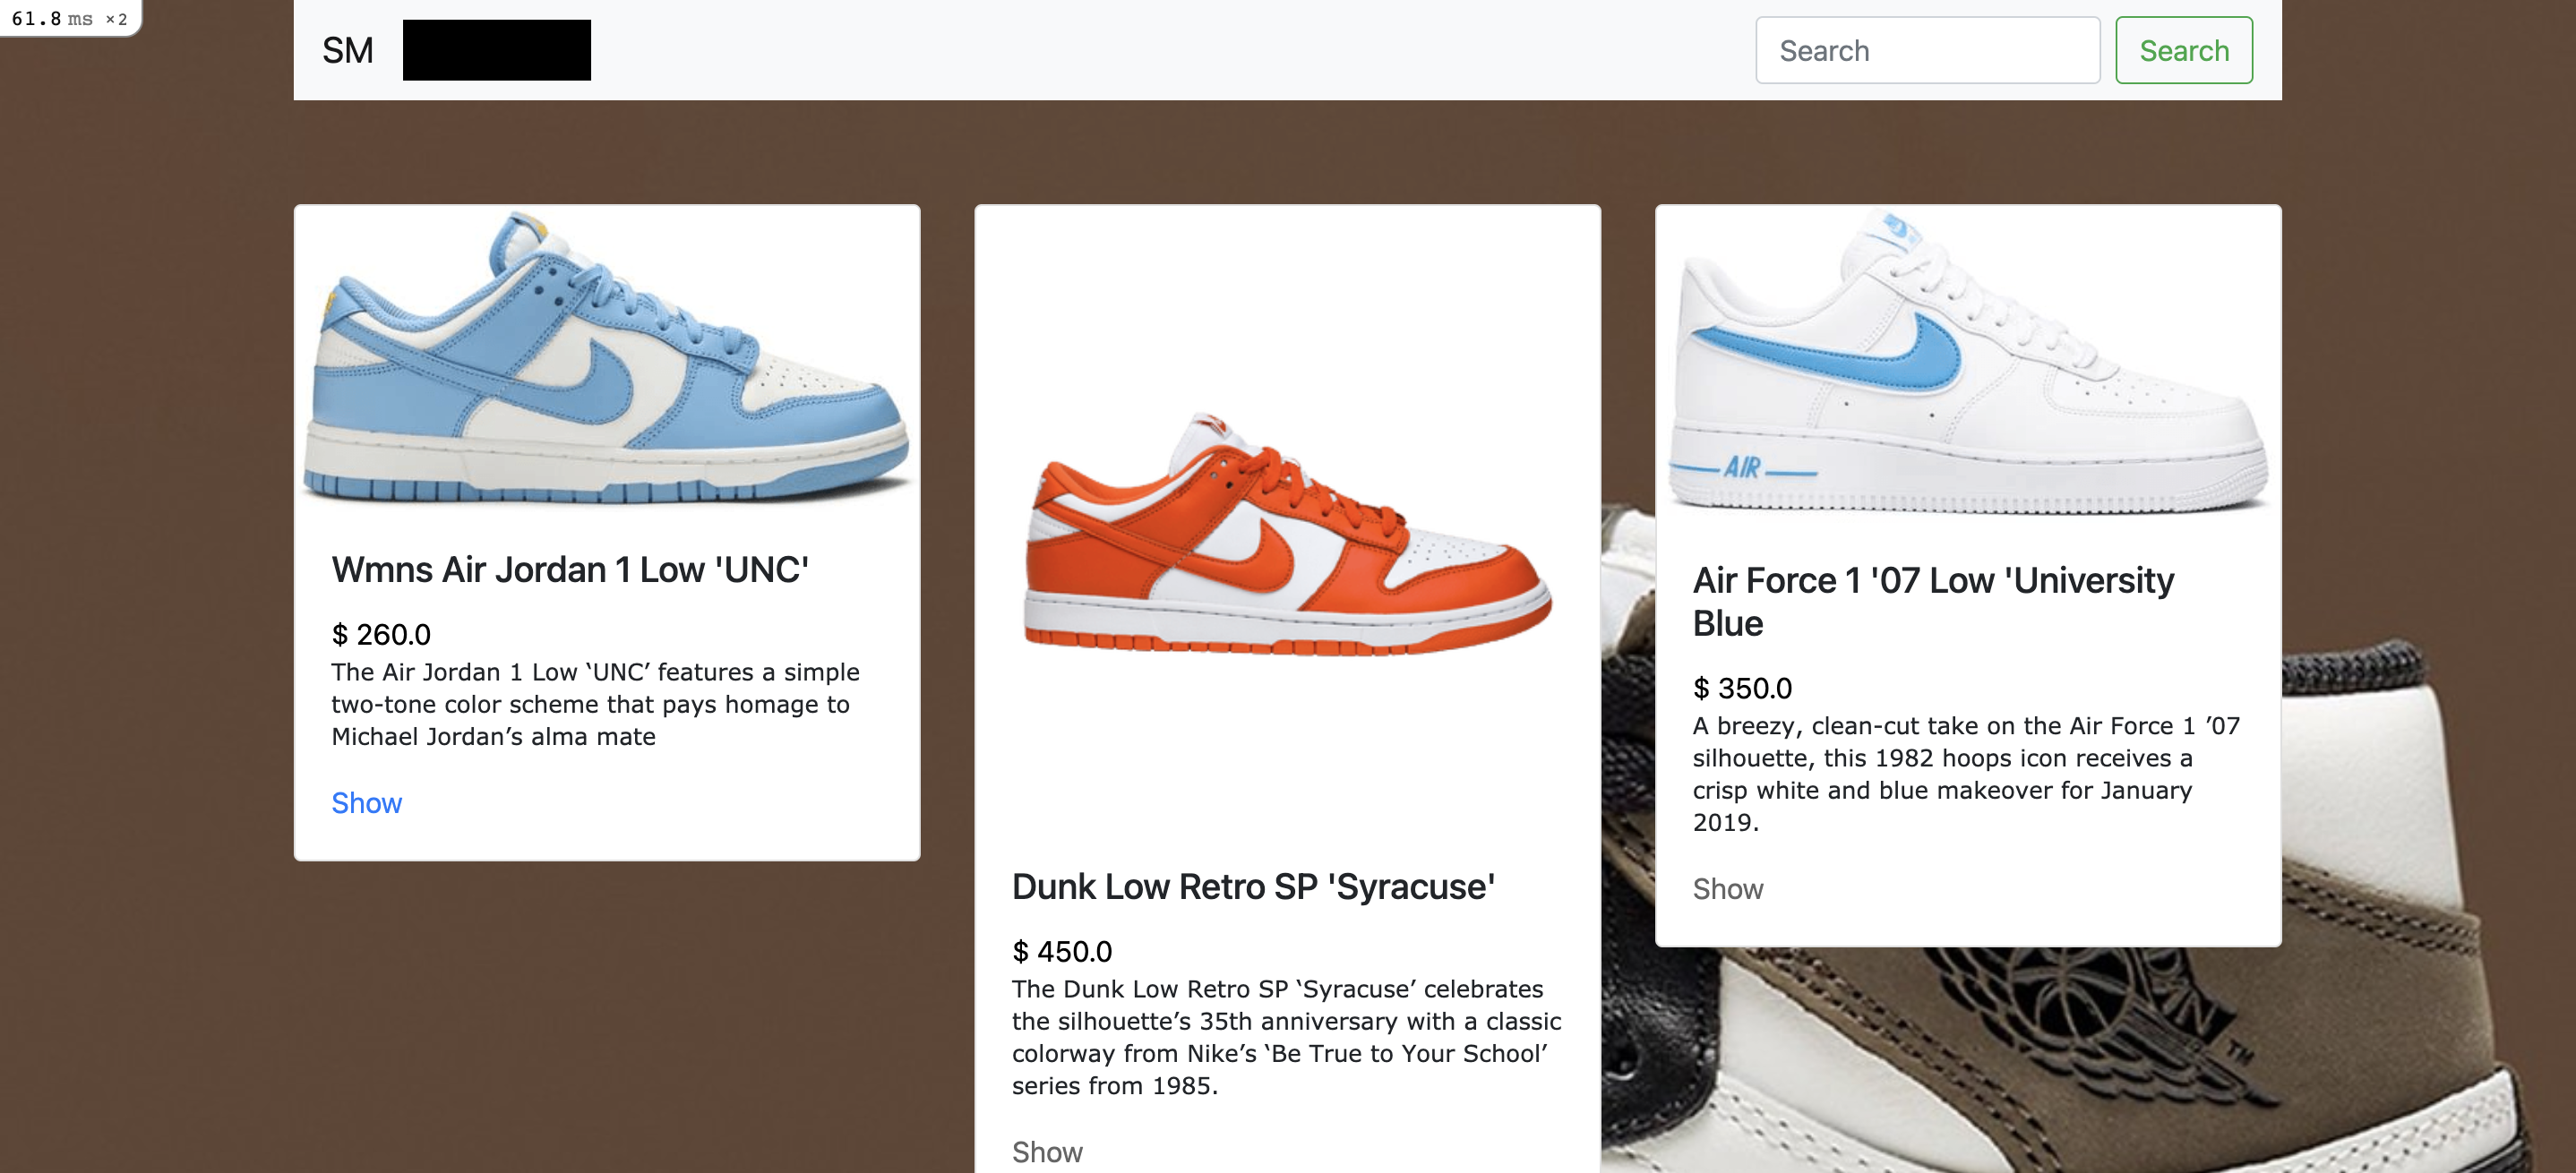 61.8 ms ×2
SM
Search
Search
AIR
Wmns Air Jordan 1 Low 'UNC'
$ 260.0
The Air Jordan 1 Low ‘UNC’ features a simple
two-tone color scheme that pays homage to
Michael Jordan’s alma mate
Show
Dunk Low Retro SP 'Syracuse'
$ 450.0
The Dunk Low Retro SP ‘Syracuse’ celebrates
the silhouette’s 35th anniversary with a classic
colorway from Nike’s ‘Be True to Your School’
series from 1985.
Show
Air Force 1 '07 Low 'University
Blue
$ 350.0
A breezy, clean-cut take on the Air Force 1 ’07
silhouette, this 1982 hoops icon receives a
crisp white and blue makeover for January
2019.
Show
TM